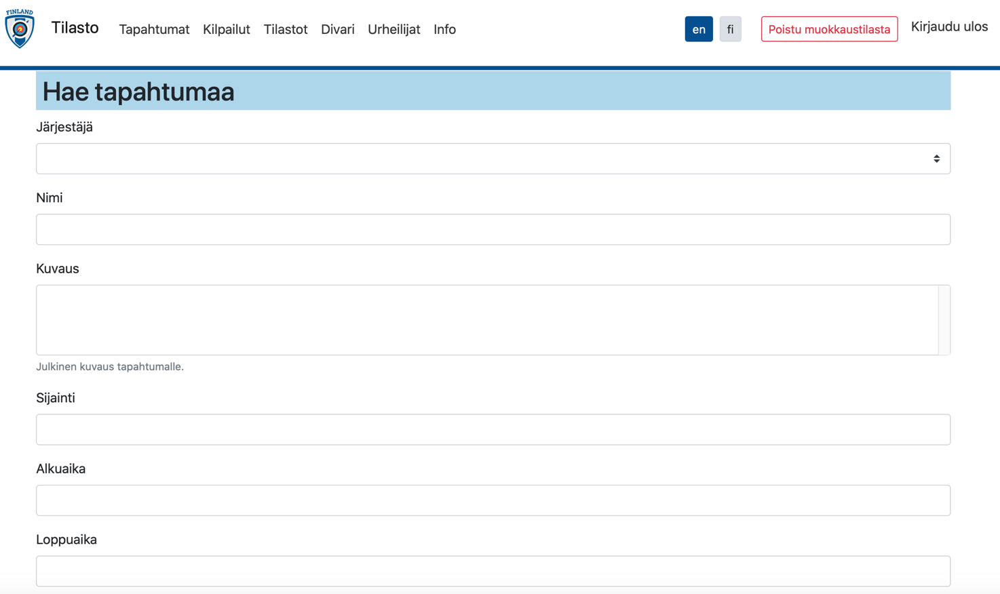 FINLAND
Tilasto Tapahtumat Kilpailut Tilastot Divari Urheilijat Info en fi Poistu muokkaustilasta Kirjaudu ulos
Hae tapahtumaa
Järjestäjä
Nimi
Kuvaus
Julkinen kuvaus tapahtumalle.
Sijainti
Alkuaika
Loppuaika